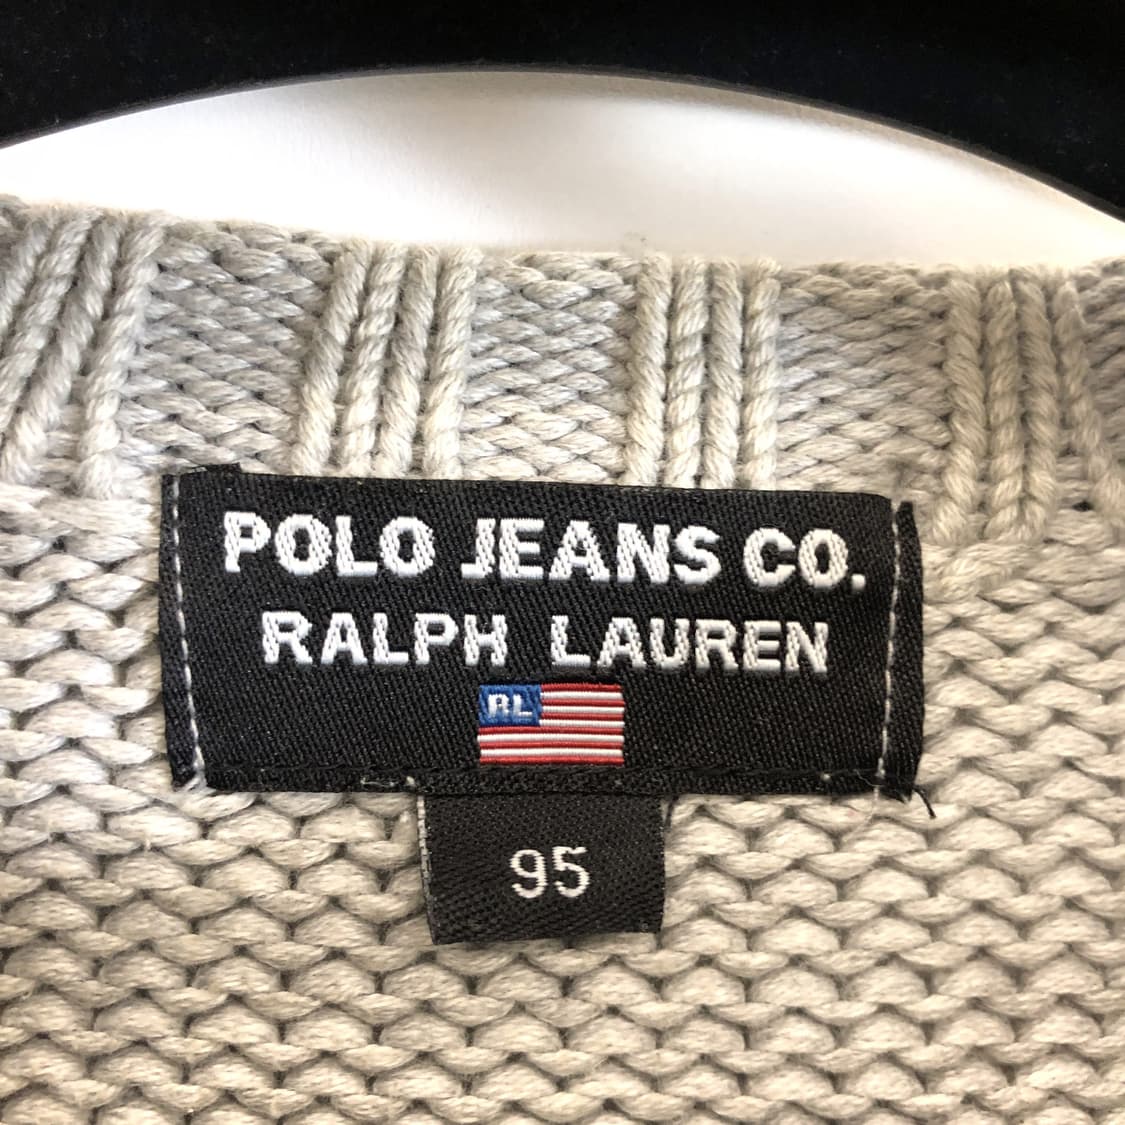 POLO JEANS CO.
RALPH LAUREN
RL
95